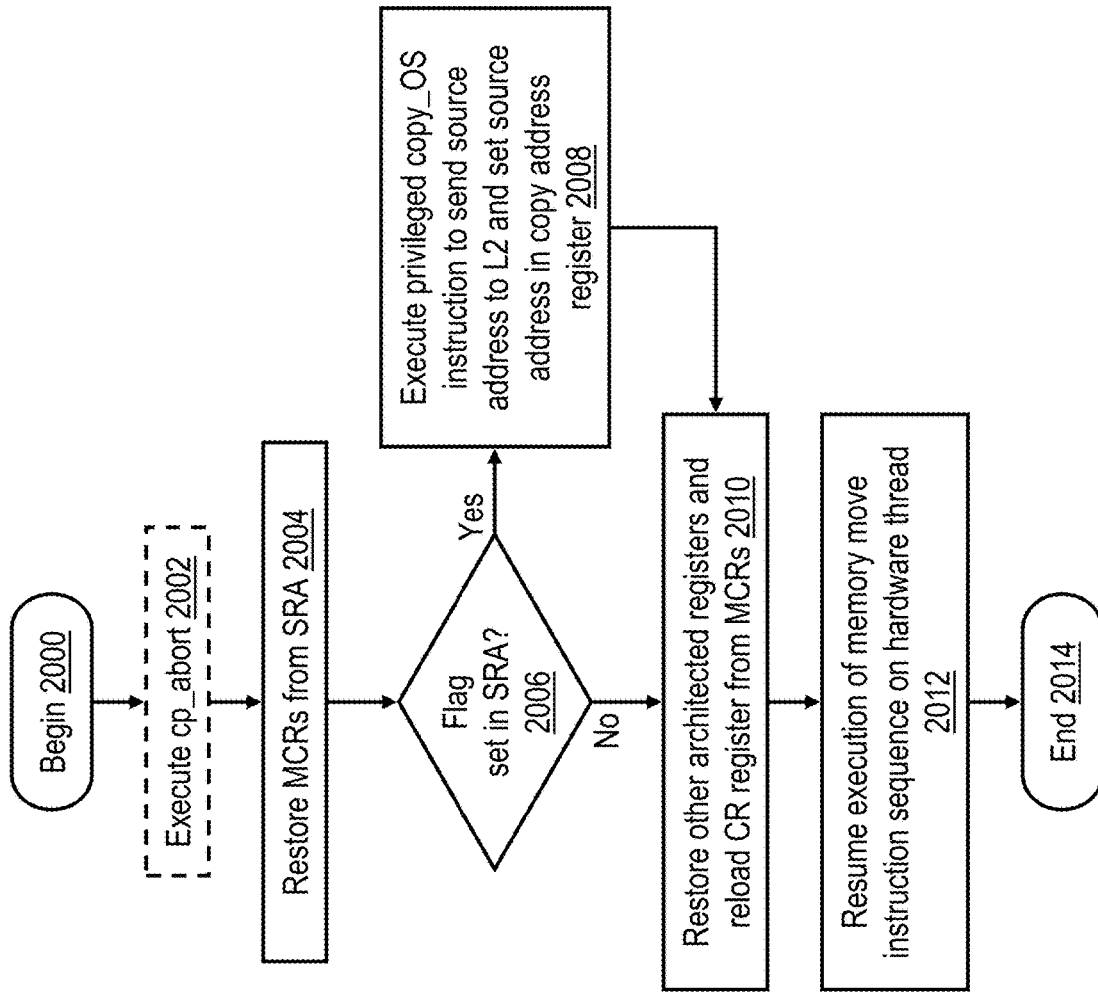 Begin 2000
Execute cp_abort 2002
Restore MCRs from SRA 2004
Flag
set in SRA?
2006
Yes
No
Execute privileged copy_OS
instruction to send source
address to L2 and set source
address in copy address
register 2008
Restore other architected registers and
reload CR register from MCRs 2010
Resume execution of memory move
instruction sequence on hardware thread
2012
End 2014